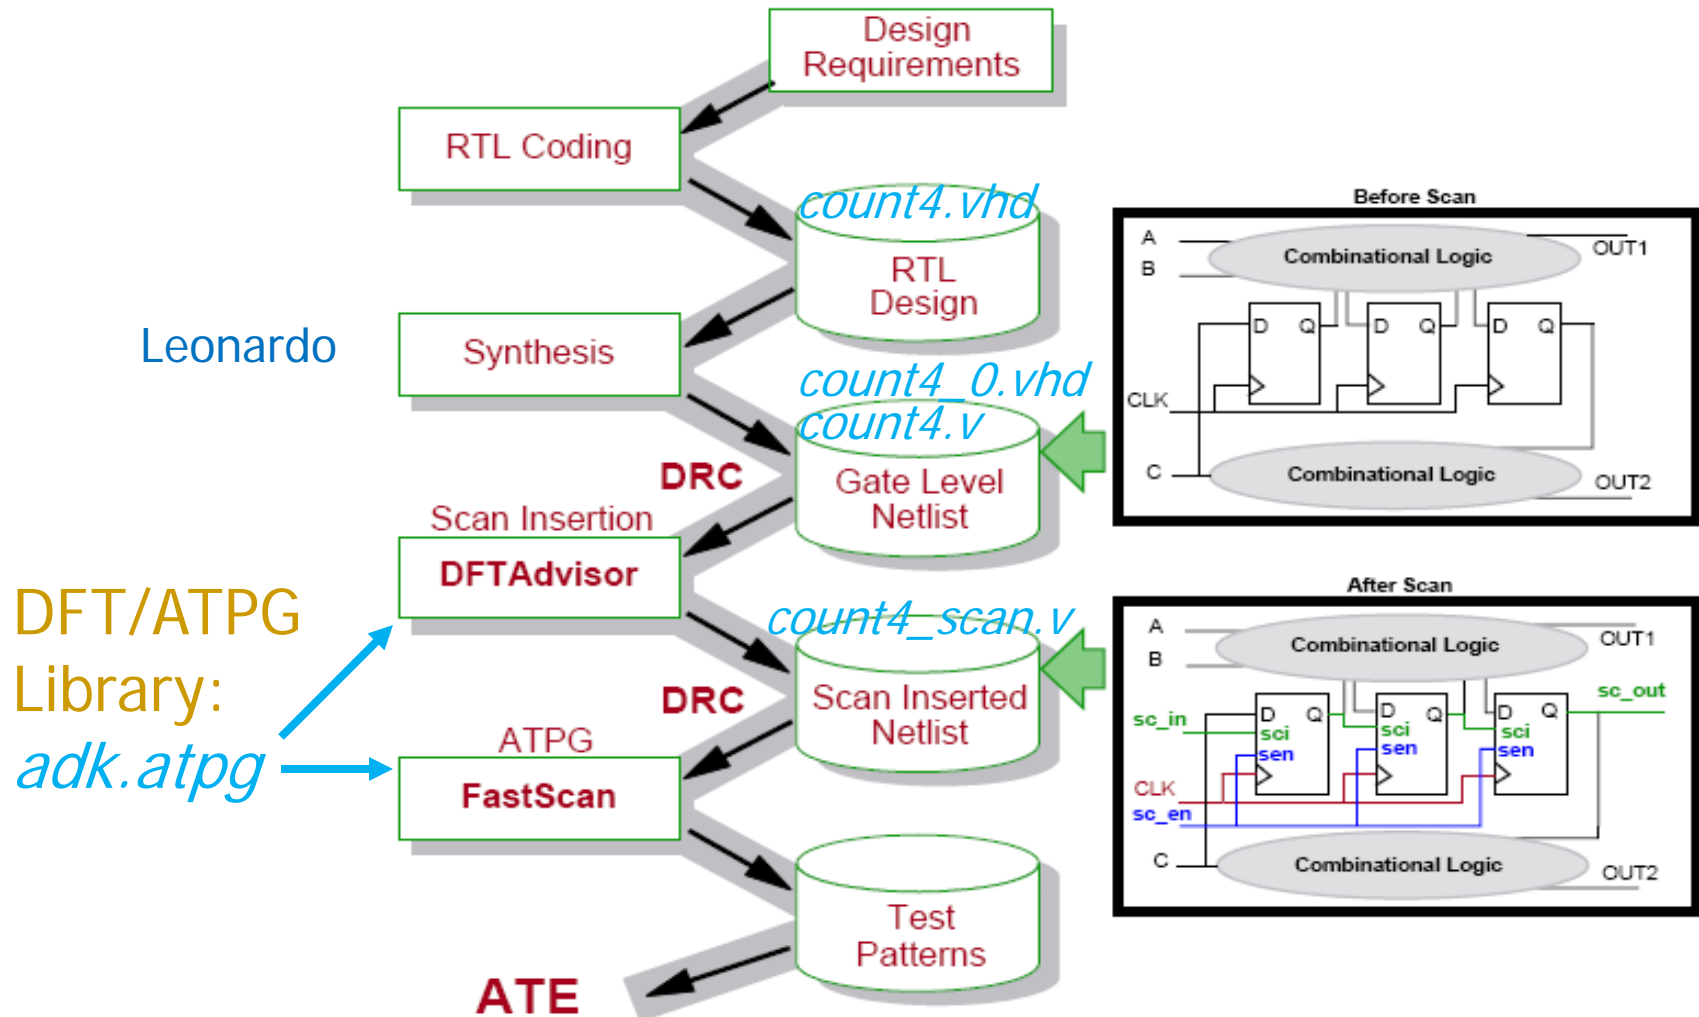 Design
Requirements
RTL Coding
count4.vhd
RTL
Design
Leonardo
Synthesis
count4_0.vhd
count4.v
Gate Level
Netlist
DRC
Scan Insertion
DFTAdvisor
DFT/ATPG
Library:
adk.atpg
count4_scan.v
Scan Inserted
Netlist
DRC
ATPG
FastScan
Test
Patterns
ATE
Before Scan
A
B
Combinational Logic
OUT1
D Q
D Q
D Q
CLK
C
Combinational Logic
OUT2
After Scan
A
B
Combinational Logic
OUT1
sc_out
sc_in
D Q
sci
sen
D Q
sci
sen
D Q
sci
sen
CLK
sc_en
C
Combinational Logic
OUT2